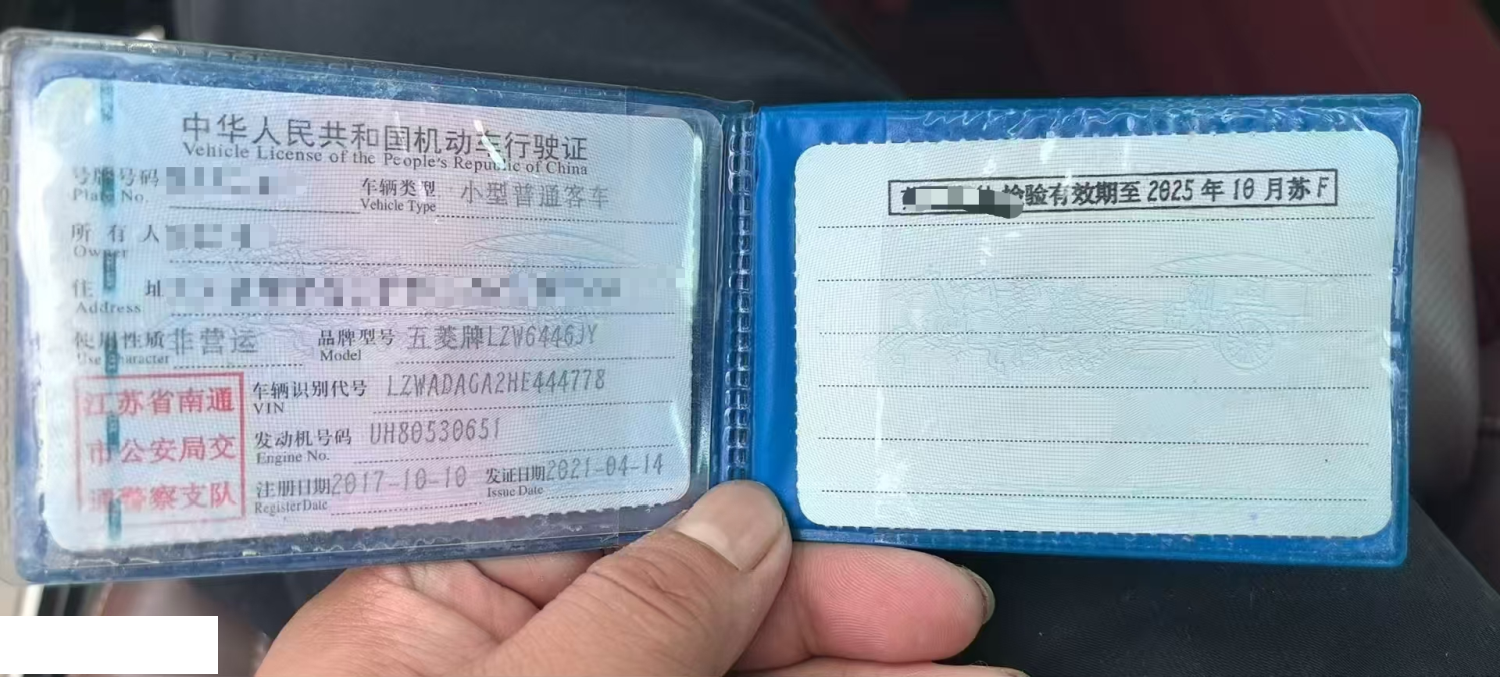 中华人民共和国机动车行驶证
Vehicle License of the People's Republic of China
号牌号码 车辆类型 小型普通客车
Plate No. Vehicle Type
所有人
Owner
住址
Address
使用性质 非营运 品牌型号 五菱牌LZW6446JY
Use Character Model
江苏省南通
市公安局交
通警察支队
车辆识别代号 LZWADAGA2HE444778
VIN
发动机号码 UH80530651
Engine No.
注册日期 2017-10-10 发证日期 2021-04-14
Register Date Issue Date
检验有效期至2025年10月苏F